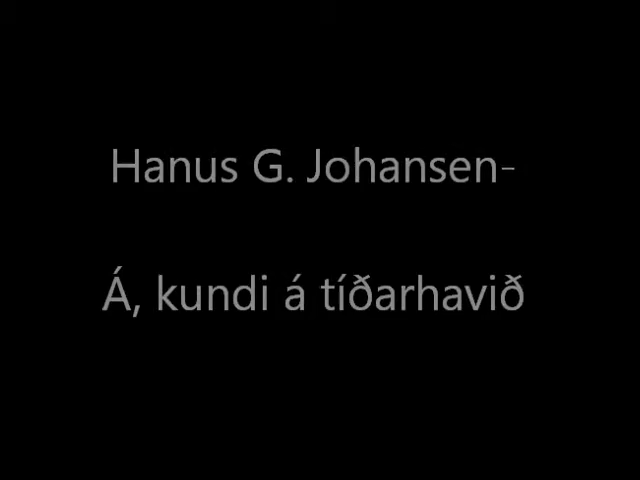 Hanus G. Johansen-
Á, kundi á tíðarhavið